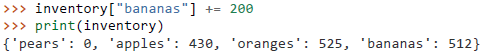 >>> inventory["bananas"] += 200
>>> print(inventory)
{'pears': 0, 'apples': 430, 'oranges': 525, 'bananas': 512}